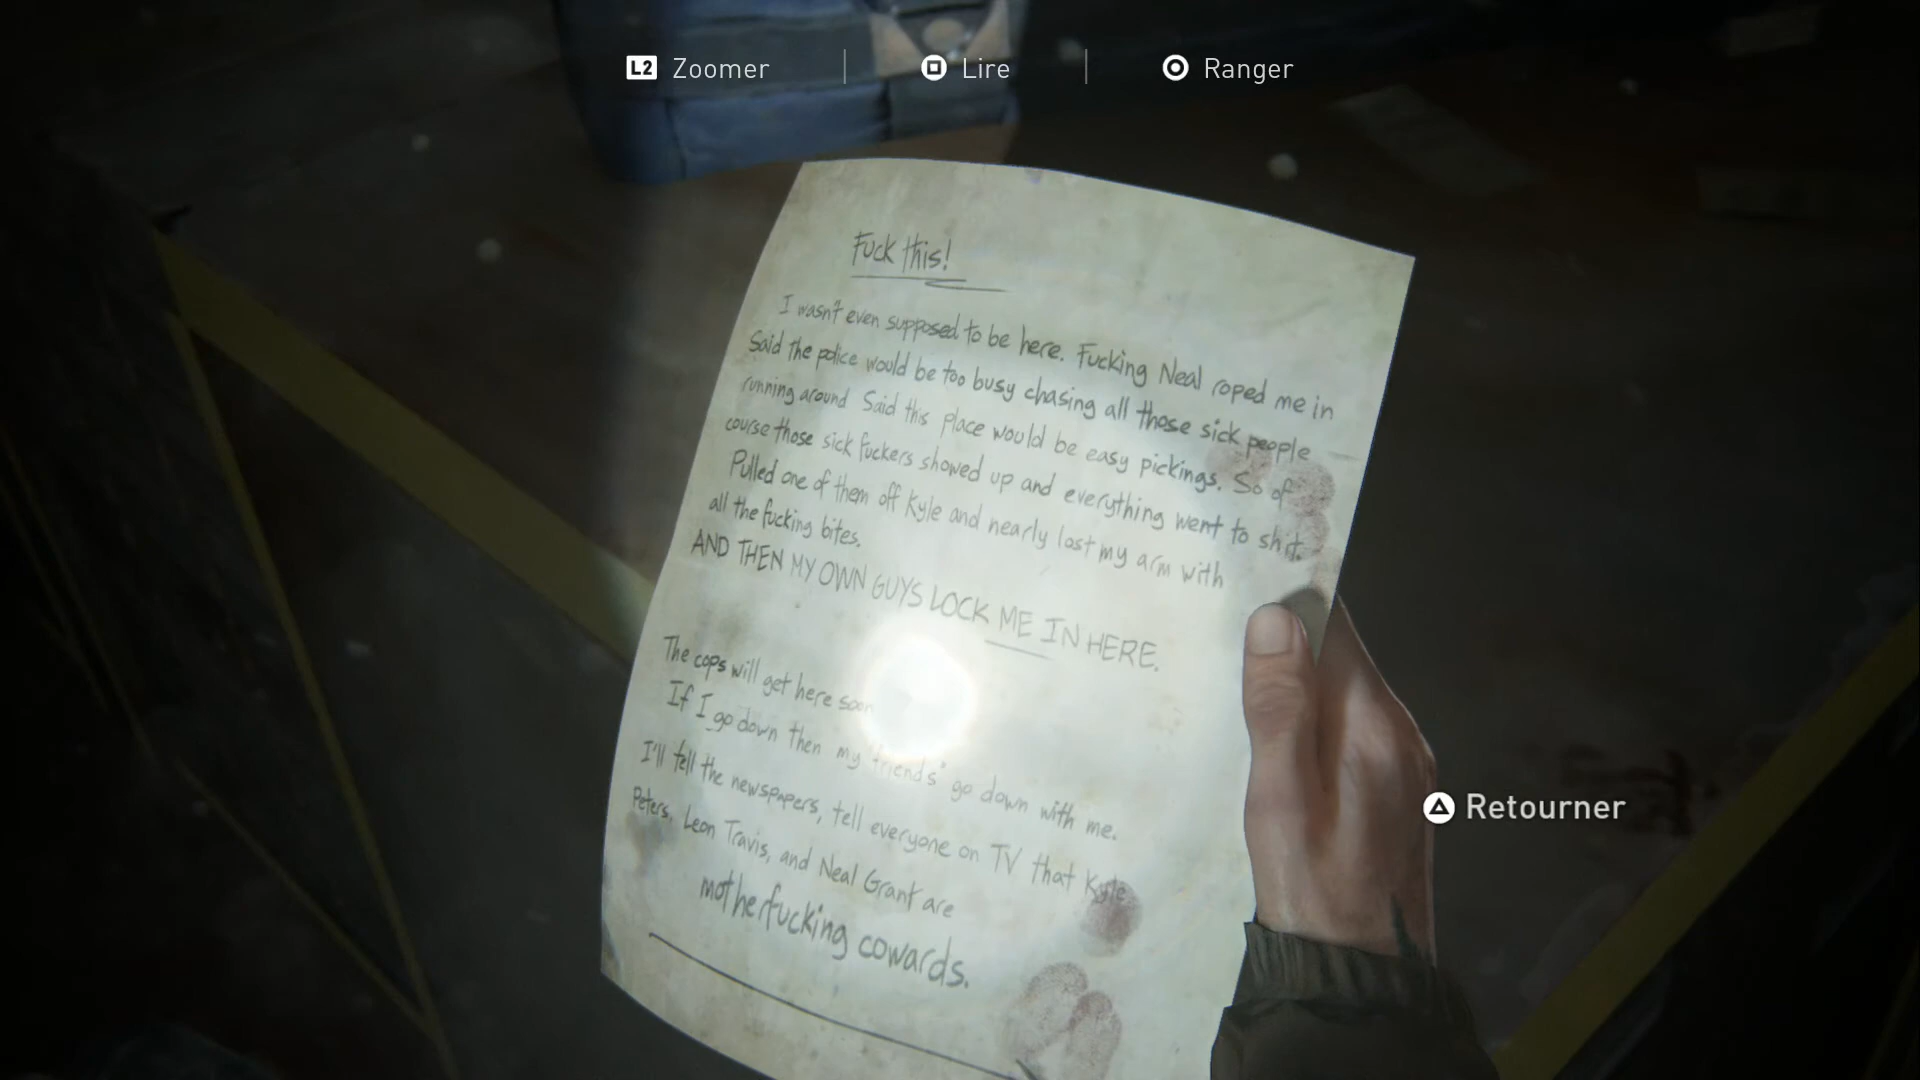 L2 Zoomer
Lire
Ranger
Fuck this!
I wasn't even supposed to be here. Fucking Neal roped me in
Said the police would be too busy chasing all those sick people
running around. Said this place would be easy pickings. So of
course those sick fuckers showed up and everything went to shit.
Pulled one of them off Kyle and nearly lost my arm with
all the fucking bites.
AND THEN MY OWN GUYS LOCK ME IN HERE.
The cops will get here soon
If I go down then my "friends" go down with me.
I'll tell the newspapers, tell everyone on TV that Kyle
Peters, Leon Travis, and Neal Grant are
motherfucking cowards.
Retourner